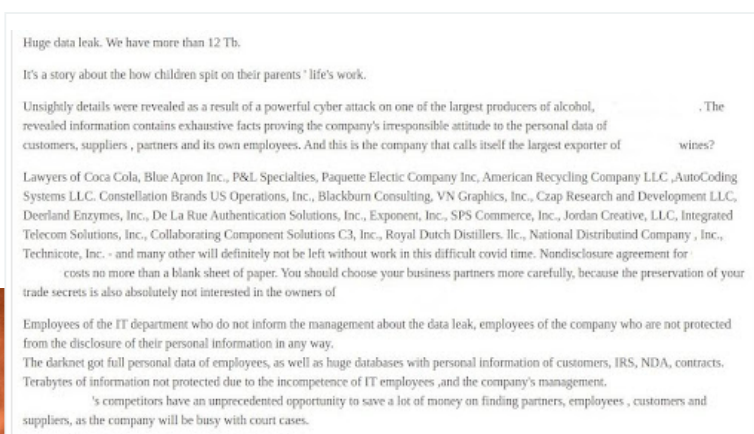 Huge data leak. We have more than 12 Tb.
It's a story about the how children spit on their parents ' life's work.
Unsightly details were revealed as a result of a powerful cyber attack on one of the largest producers of alcohol, . The
revealed information contains exhaustive facts proving the company's irresponsible attitude to the personal data of
customers, suppliers , partners and its own employees. And this is the company that calls itself the largest exporter of wines?
Lawyers of Coca Cola, Blue Apron Inc., P&L Specialties, Paquette Electic Company Inc, American Recycling Company LLC ,AutoCoding
Systems LLC. Constellation Brands US Operations, Inc., Blackburn Consulting, VN Graphics, Inc., Czap Research and Development LLC,
Deerland Enzymes, Inc., De La Rue Authentication Solutions, Inc., Exponent, Inc., SPS Commerce, Inc., Jordan Creative, LLC, Integrated
Telecom Solutions, Inc., Collaborating Component Solutions C3, Inc., Royal Dutch Distillers. llc., National Distributind Company , Inc.,
Technicote, Inc. - and many other will definitely not be left without work in this difficult covid time. Nondisclosure agreement for
costs no more than a blank sheet of paper. You should choose your business partners more carefully, because the preservation of your
trade secrets is also absolutely not interested in the owners of
Employees of the IT department who do not inform the management about the data leak, employees of the company who are not protected
from the disclosure of their personal information in any way.
The darknet got full personal data of employees, as well as huge databases with personal information of customers, IRS, NDA, contracts.
Terabytes of information not protected due to the incompetence of IT employees ,and the company's management.
's competitors have an unprecedented opportunity to save a lot of money on finding partners, employees , customers and
suppliers, as the company will be busy with court cases.